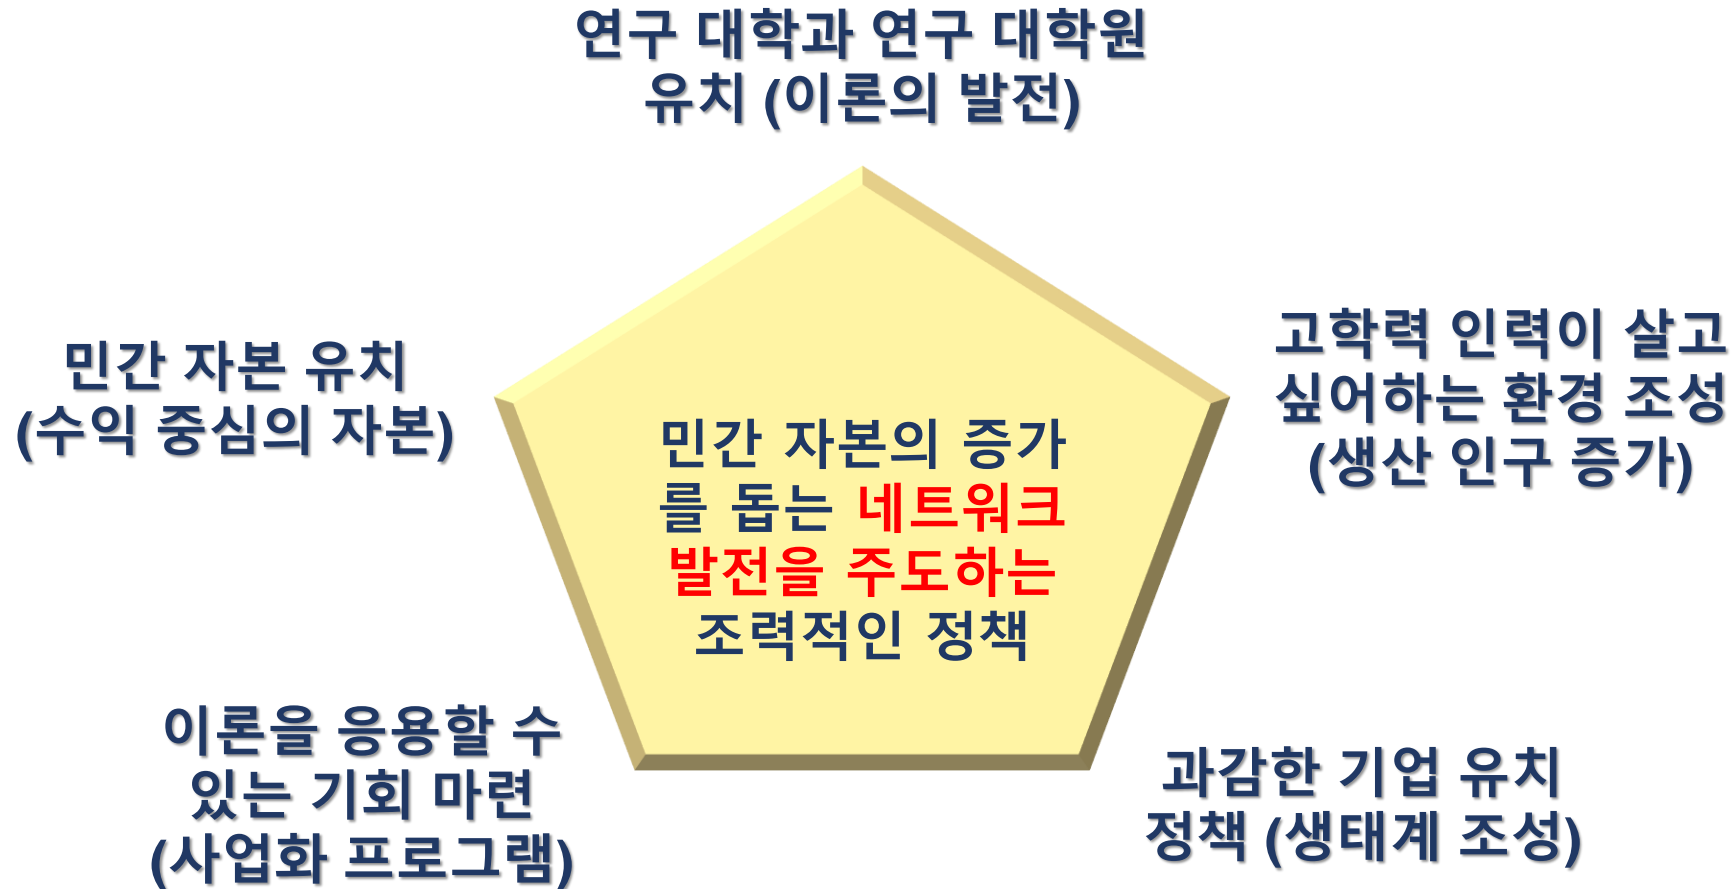 연구 대학과 연구 대학원
유치 (이론의 발전)
민간 자본 유치
(수익 중심의 자본)
고학력 인력이 살고
싶어하는 환경 조성
(생산 인구 증가)
민간 자본의 증가
를 돕는 네트워크
발전을 주도하는
조력적인 정책
이론을 응용할 수
있는 기회 마련
(사업화 프로그램)
과감한 기업 유치
정책 (생태계 조성)